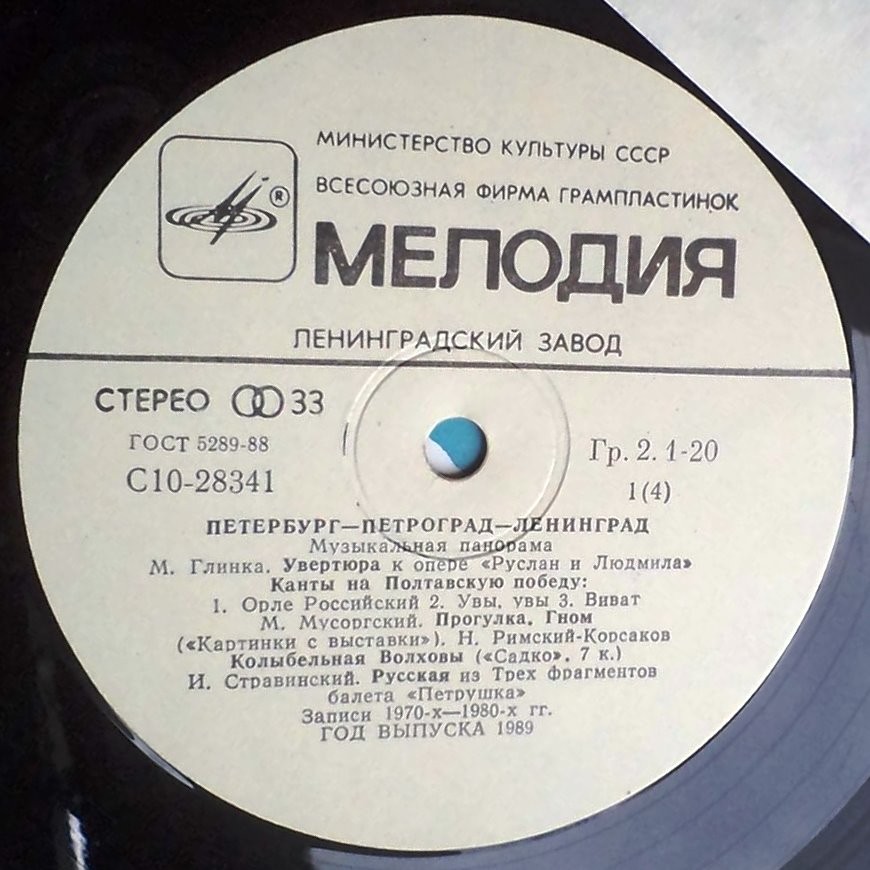 МИНИСТЕРСТВО КУЛЬТУРЫ СССР
ВСЕСОЮЗНАЯ ФИРМА ГРАМПЛАСТИНОК
®
МЕЛОДИЯ
ЛЕНИНГРАДСКИЙ ЗАВОД
СТЕРЕО 33
ГОСТ 5289-88
Гр. 2. 1-20
С10-28341
1(4)
ПЕТЕРБУРГ—ПЕТРОГРАД—ЛЕНИНГРАД
Музыкальная панорама
М. Глинка. Увертюра к опере «Руслан и Людмила»
Канты на Полтавскую победу:
1. Орле Российский 2. Увы, увы 3. Виват
М. Мусоргский. Прогулка, Гном
(«Картинки с выставки»). Н. Римский-Корсаков
Колыбельная Волховы («Садко», 7 к.)
И. Стравинский. Русская из Трех фрагментов
балета «Петрушка»
Записи 1970-х—1980-х гг.
ГОД ВЫПУСКА 1989